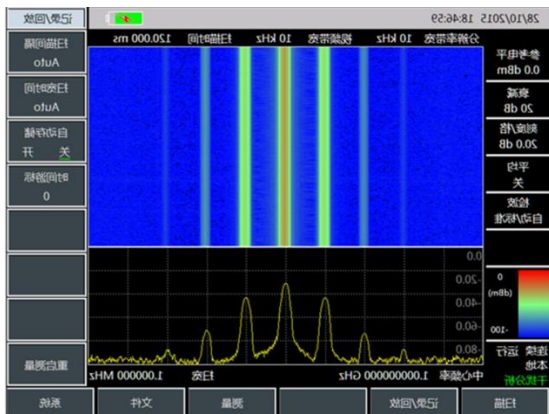 28/10/2015 18:46:59
参考电平
0.0 dBm
衰减
20 dB
刻度/格
20.0 dB
平均
关
检波
自动/标准
0
(dBm)
-100
连续 运行
本地
干扰分析
分辨率带宽 10 kHz 视频带宽 10 kHz 扫描时间 120.000 ms
0.0
-20.0
-40.0
-60.0
-80.0
中心频率 1.000000000 GHz 扫宽 1.000000 MHz
记录/回放
扫描间隔
Auto
扫宽时间
Auto
自动存储
关 开
时间游标
0
重启测量
扫描 记录/回放 测量 文件 系统